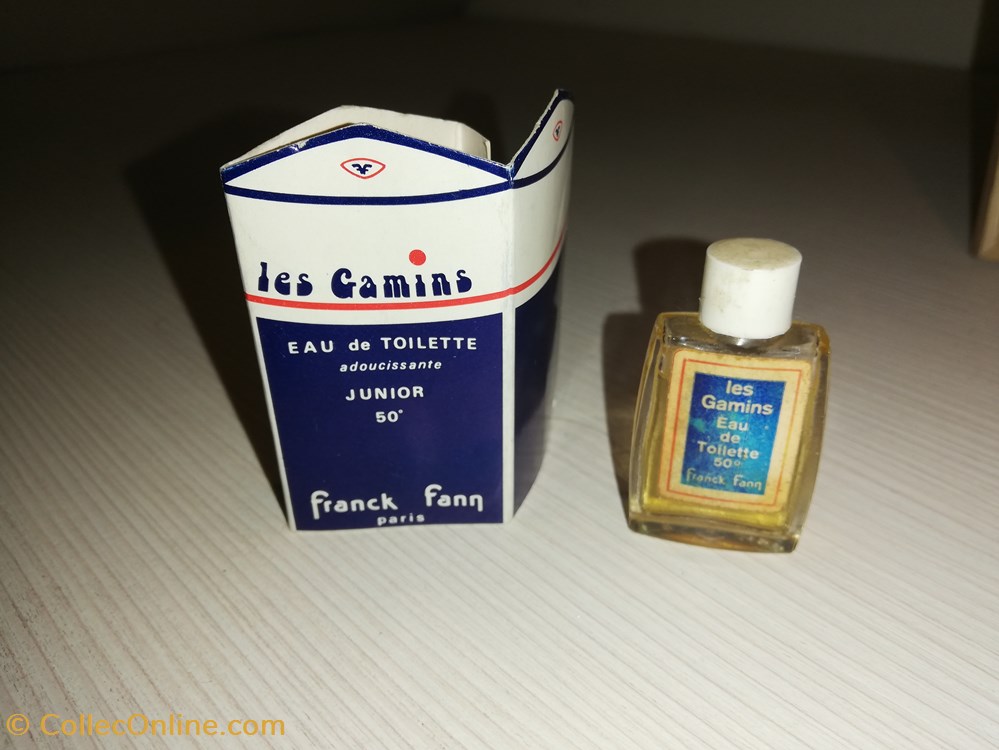 les Gamins
EAU de TOILETTE
adoucissante
JUNIOR
50°
Franck Fann
paris
les
Gamins
Eau
de
Toilette
50°
Franck Fann
© CollecOnline.com